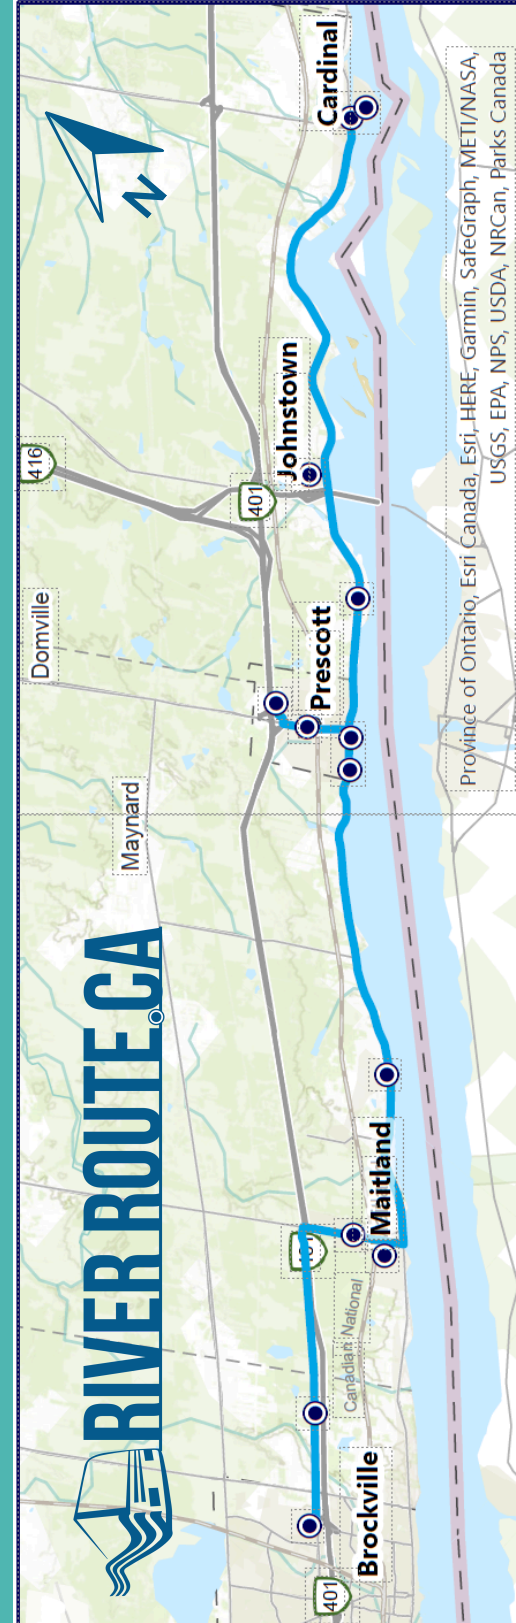 RIVER ROUTE.CA
N
416
Domville
Maynard
401
Cardinal
Johnstown
Prescott
Maitland
Brockville
401
Canadian National
Province of Ontario, Esri Canada, Esri, HERE, Garmin, SafeGraph, METI/NASA,
USGS, EPA, NPS, USDA, NRCan, Parks Canada